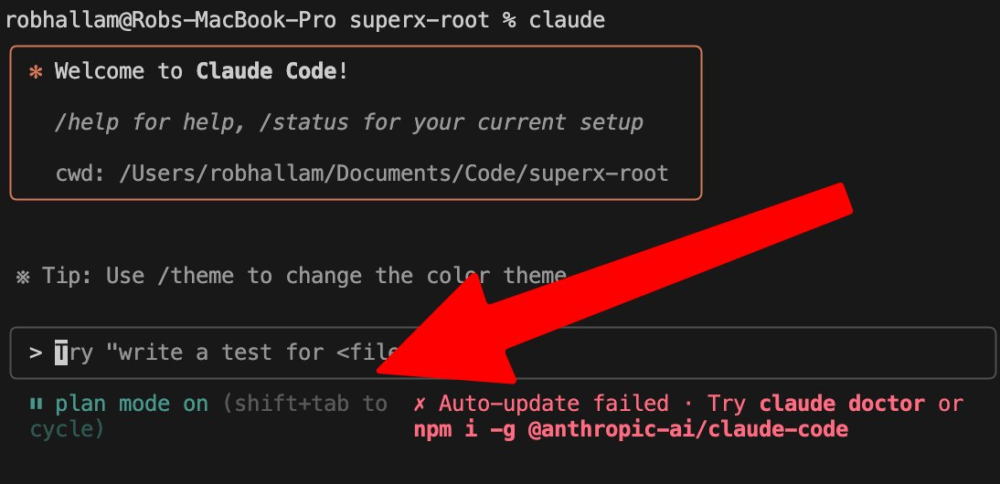 robhallam@Robs-MacBook-Pro superx-root % claude
✻ Welcome to Claude Code!
/help for help, /status for your current setup
cwd: /Users/robhallam/Documents/Code/superx-root
※ Tip: Use /theme to change the color theme
> Try "write a test for <file
⏸ plan mode on (shift+tab to cycle)
✗ Auto-update failed · Try claude doctor or
npm i -g @anthropic-ai/claude-code